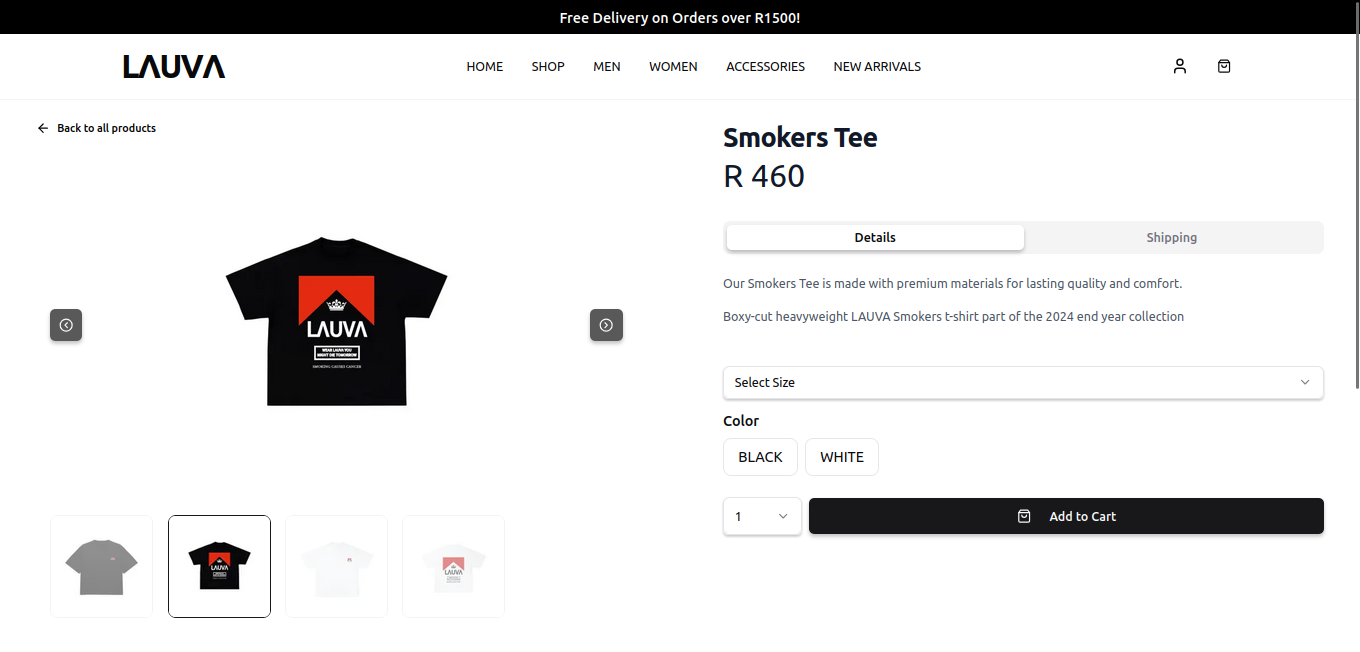 Free Delivery on Orders over R1500!
LAUVA
HOME SHOP MEN WOMEN ACCESSORIES NEW ARRIVALS
Back to all products
Smokers Tee
R 460
Details Shipping
Our Smokers Tee is made with premium materials for lasting quality and comfort.
Boxy-cut heavyweight LAUVA Smokers t-shirt part of the 2024 end year collection
LAUVA
WEAR LAUVA YOU
MIGHT DIE TOMORROW
SMOKING CAUSES CANCER
Select Size
Color
BLACK WHITE
1 Add to Cart
LAUVA
LAUVA